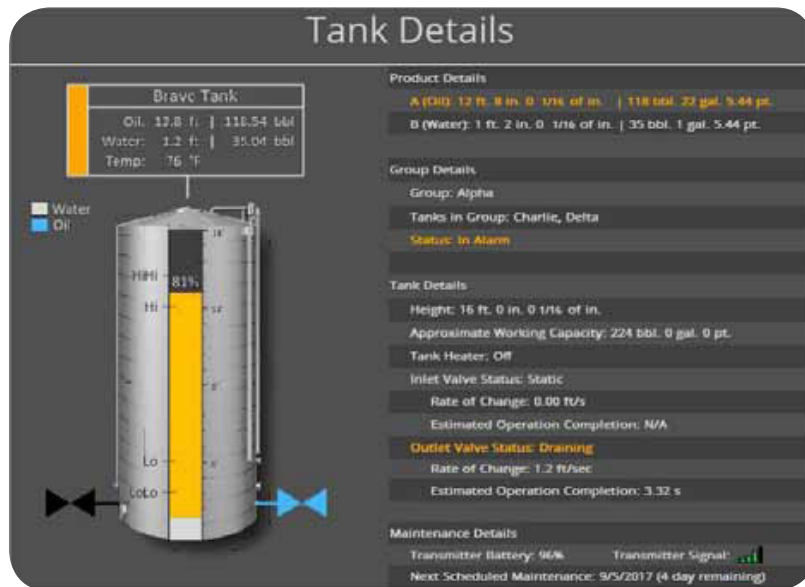 Tank Details
Bravo Tank
Oil: 12.8 ft | 118.54 bbl
Water: 1.2 ft | 35.04 bbl
Temp: 76 °F
Water
Oil
HiHi
81%
Hi
Lo
LoLo
Product Details
A (Oil): 12 ft. 8 in. 0 1/16 of in. | 118 bbl. 22 gal. 5.44 pt.
B (Water): 1 ft. 2 in. 0 1/16 of in. | 35 bbl. 1 gal. 5.44 pt.
Group Details
Group: Alpha
Tanks in Group: Charlie, Delta
Status: In Alarm
Tank Details
Height: 16 ft. 0 in. 0 1/16 of in.
Approximate Working Capacity: 224 bbl. 0 gal. 0 pt.
Tank Heater: Off
Inlet Valve Status: Static
Rate of Change: 0.00 ft/s
Estimated Operation Completion: N/A
Outlet Valve Status: Draining
Rate of Change: 1.2 ft/sec
Estimated Operation Completion: 3.32 s
Maintenance Details
Transmitter Battery: 96% Transmitter Signal:
Next Scheduled Maintenance: 9/5/2017 (4 day remaining)